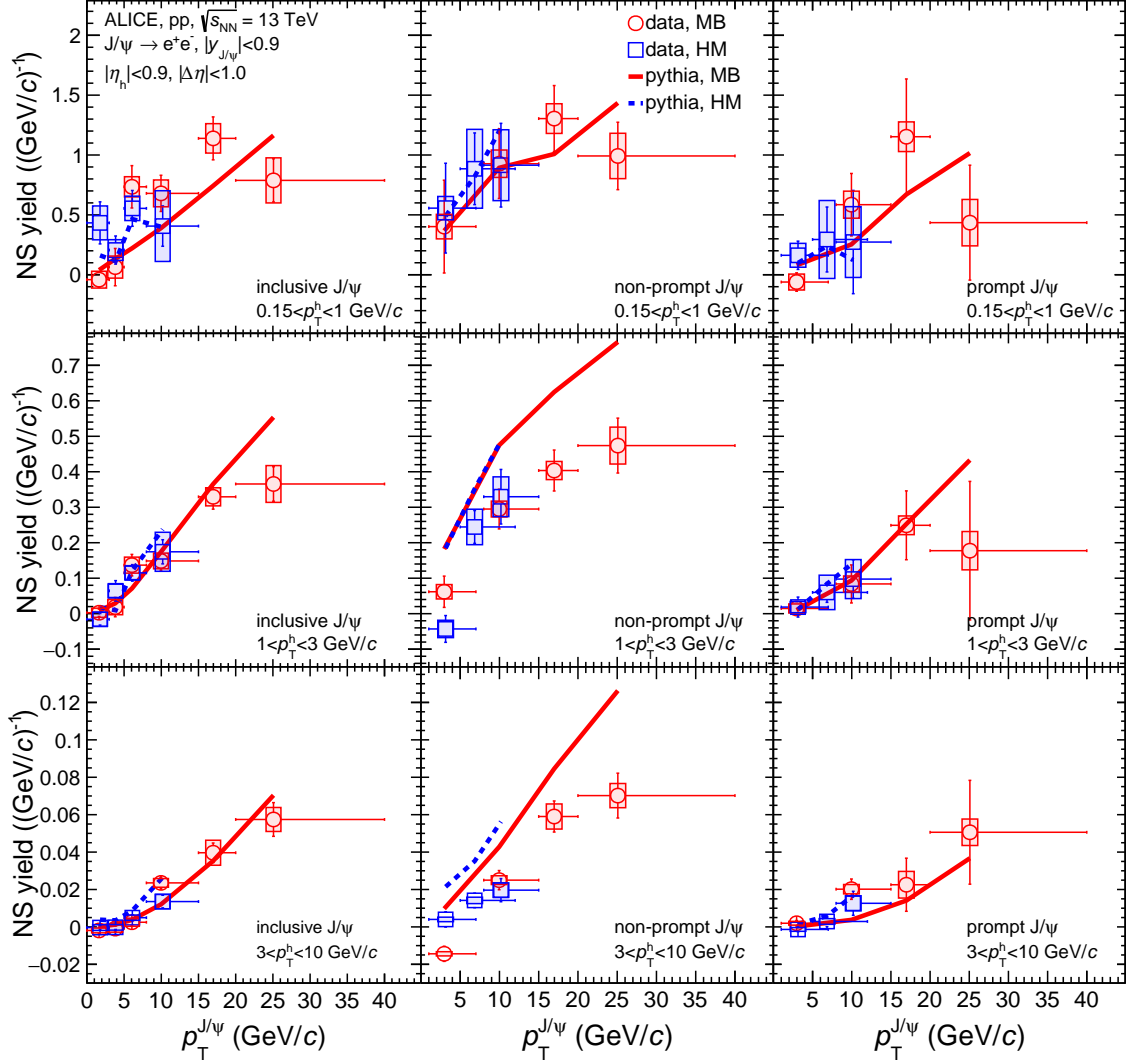 ALICE, pp, √s_NN = 13 TeV
J/ψ → e⁺e⁻, |y_J/ψ|<0.9
|η_h|<0.9, |Δη|<1.0
data, MB
data, HM
pythia, MB
pythia, HM
NS yield ((GeV/c)⁻¹)
2
1.5
1
0.5
0
inclusive J/ψ
0.15<p_T^h<1 GeV/c
non-prompt J/ψ
0.15<p_T^h<1 GeV/c
prompt J/ψ
0.15<p_T^h<1 GeV/c
NS yield ((GeV/c)⁻¹)
0.7
0.6
0.5
0.4
0.3
0.2
0.1
0
−0.1
inclusive J/ψ
1<p_T^h<3 GeV/c
non-prompt J/ψ
1<p_T^h<3 GeV/c
prompt J/ψ
1<p_T^h<3 GeV/c
NS yield ((GeV/c)⁻¹)
0.12
0.1
0.08
0.06
0.04
0.02
0
−0.02
inclusive J/ψ
3<p_T^h<10 GeV/c
non-prompt J/ψ
3<p_T^h<10 GeV/c
prompt J/ψ
3<p_T^h<10 GeV/c
0 5 10 15 20 25 30 35 40
5 10 15 20 25 30 35 40
5 10 15 20 25 30 35 40
p_T^J/ψ (GeV/c)
p_T^J/ψ (GeV/c)
p_T^J/ψ (GeV/c)